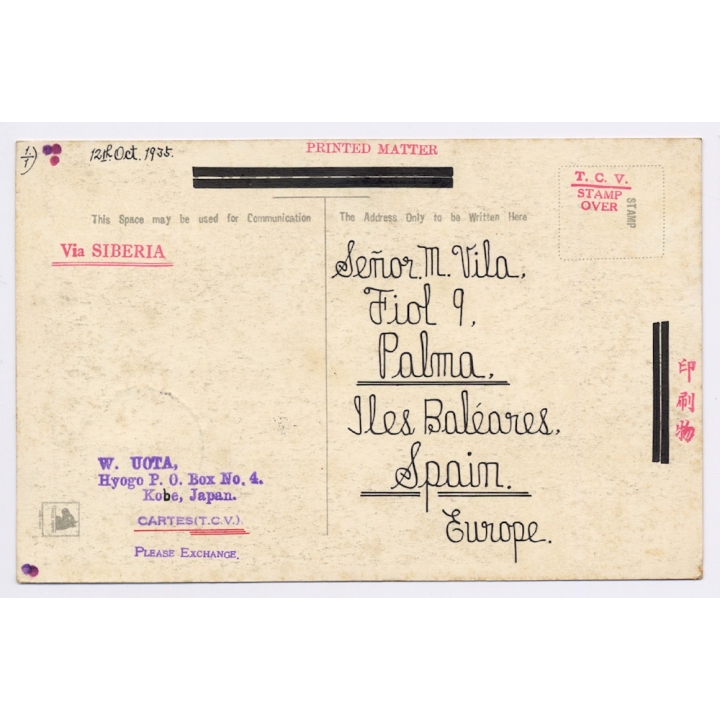 1.)
1
12th Oct. 1935.
PRINTED MATTER
T. C. V.
STAMP
OVER
STAMP
This Space may be used for Communication
The Address Only to be Written Here
Via SIBERIA
Señor. M. Vila,
Fiol 9,
Palma,
Iles Baléares,
Spain.
Europe.
印刷物
W. UOTA,
Hyogo P. O. Box No. 4.
Kobe, Japan.
CARTES(T.C.V.)
PLEASE EXCHANGE.